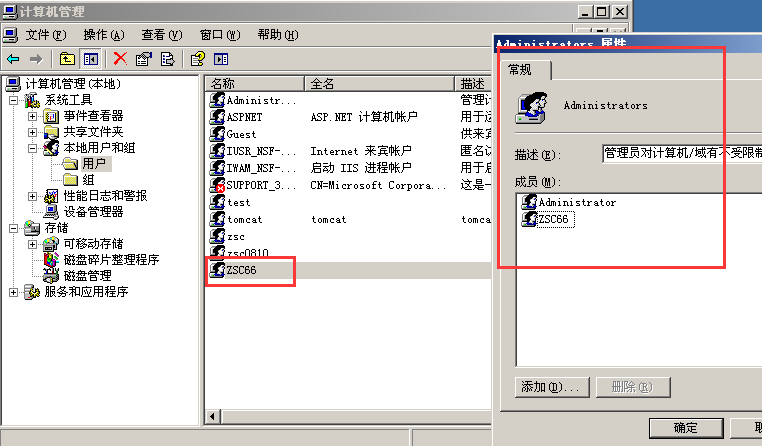 计算机管理
文件(F) 操作(A) 查看(V) 窗口(W) 帮助(H)
计算机管理(本地)
系统工具
事件查看器
共享文件夹
本地用户和组
用户
组
性能日志和警报
设备管理器
存储
可移动存储
磁盘碎片整理程序
磁盘管理
服务和应用程序
名称 全名 描述
Administr... 管理计
ASPNET ASP.NET 计算机帐户 用于运
Guest 供来宾
IUSR_NSF-... Internet 来宾帐户 匿名访
IWAM_NSF-... 启动 IIS 进程帐户 用于启
SUPPORT_3... CN=Microsoft Corpora... 这是一
test
tomcat tomcat
zsc
zsc0810
ZSC66
Administrators 属性
常规
Administrators
描述(E): 管理员对计算机/域有不受限制
成员(M):
Administrator
ZSC66
添加(D)... 删除(R)
确定 取